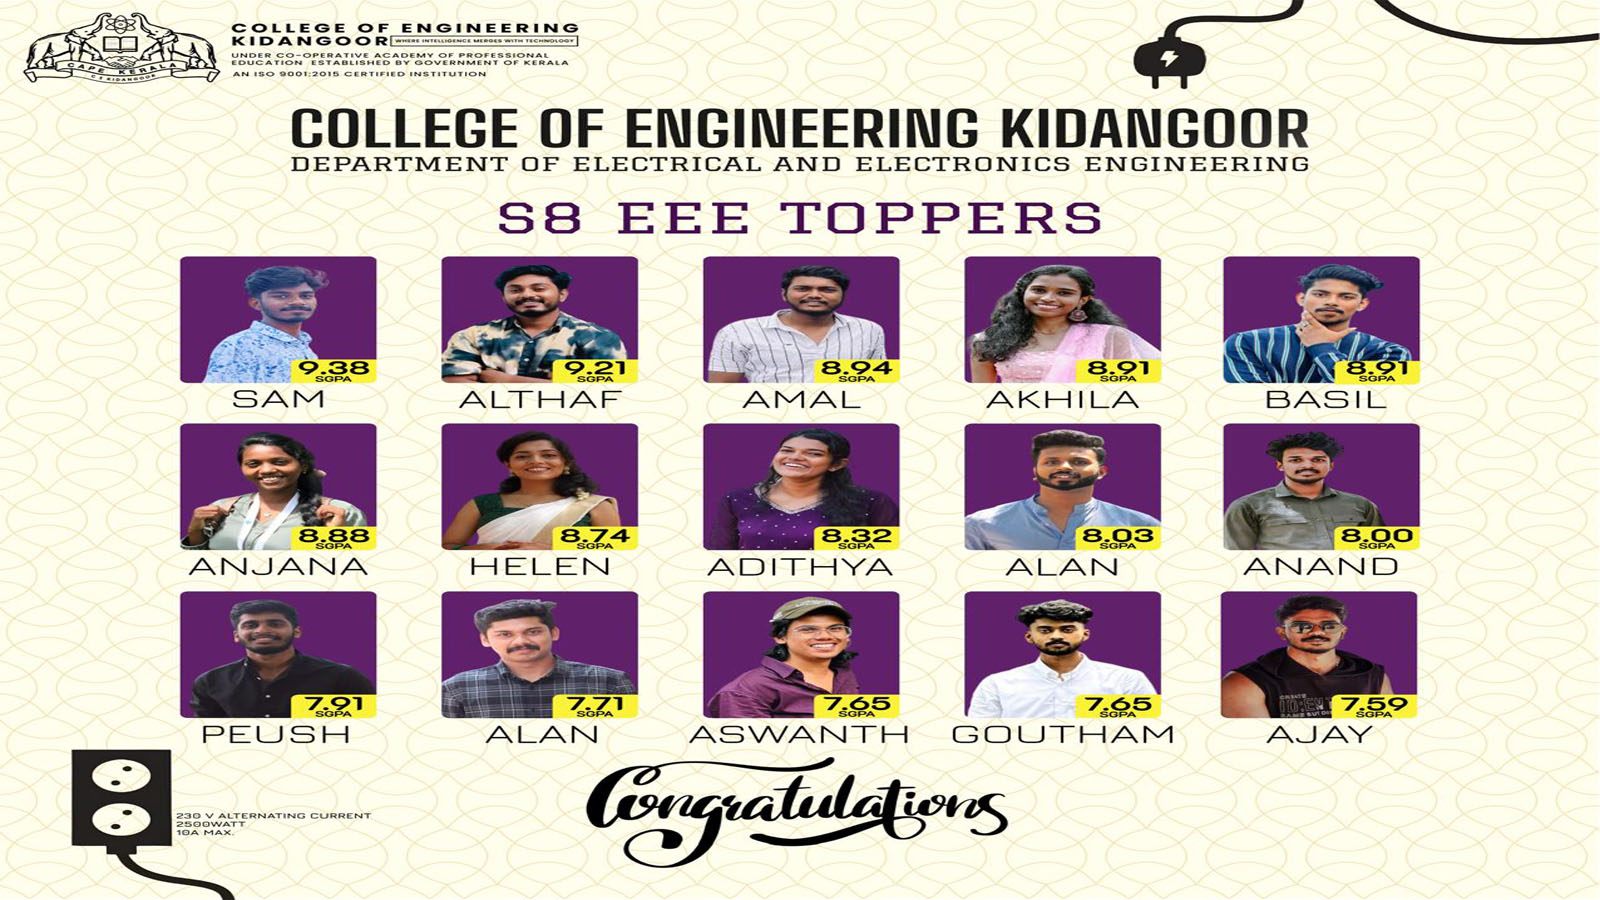 COLLEGE OF ENGINEERING
KIDANGOOR WHERE INTELLIGENCE MERGES WITH TECHNOLOGY
UNDER CO-OPERATIVE ACADEMY OF PROFESSIONAL
EDUCATION ESTABLISHED BY GOVERNMENT OF KERALA
AN ISO 9001:2015 CERTIFIED INSTITUTION
CAPE KERALA
C E KIDANGOOR
COLLEGE OF ENGINEERING KIDANGOOR
DEPARTMENT OF ELECTRICAL AND ELECTRONICS ENGINEERING
S8 EEE TOPPERS
9.38 9.21 8.94 8.91 8.91
SGPA SGPA SGPA SGPA SGPA
SAM ALTHAF AMAL AKHILA BASIL
8.88 8.74 8.32 8.03 8.00
SGPA SGPA SGPA SGPA SGPA
ANJANA HELEN ADITHYA ALAN ANAND
7.91 7.71 7.65 7.65 7.59
SGPA SGPA SGPA SGPA SGPA
PEUSH ALAN ASWANTH GOUTHAM AJAY
Congratulations
230 V ALTERNATING CURRENT
2500WATT
10A MAX.